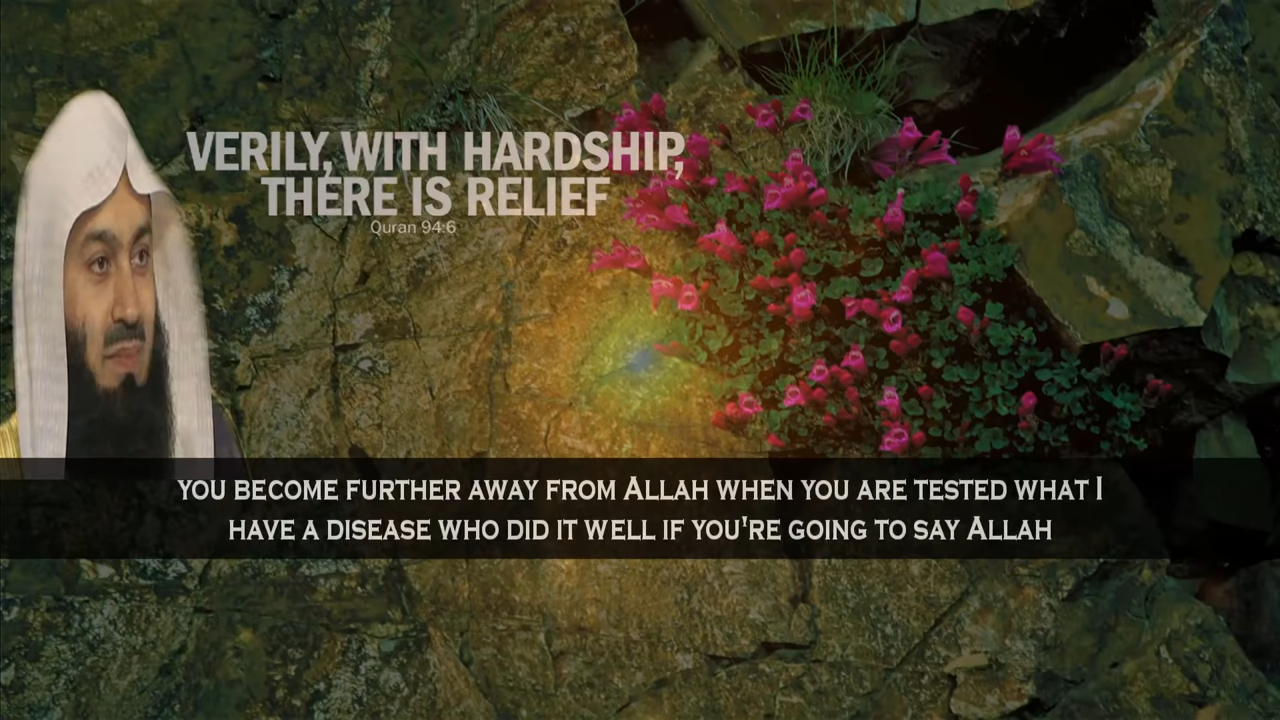 VERILY, WITH HARDSHIP,
THERE IS RELIEF
Quran 94:6
YOU BECOME FURTHER AWAY FROM ALLAH WHEN YOU ARE TESTED WHAT I
HAVE A DISEASE WHO DID IT WELL IF YOU'RE GOING TO SAY ALLAH